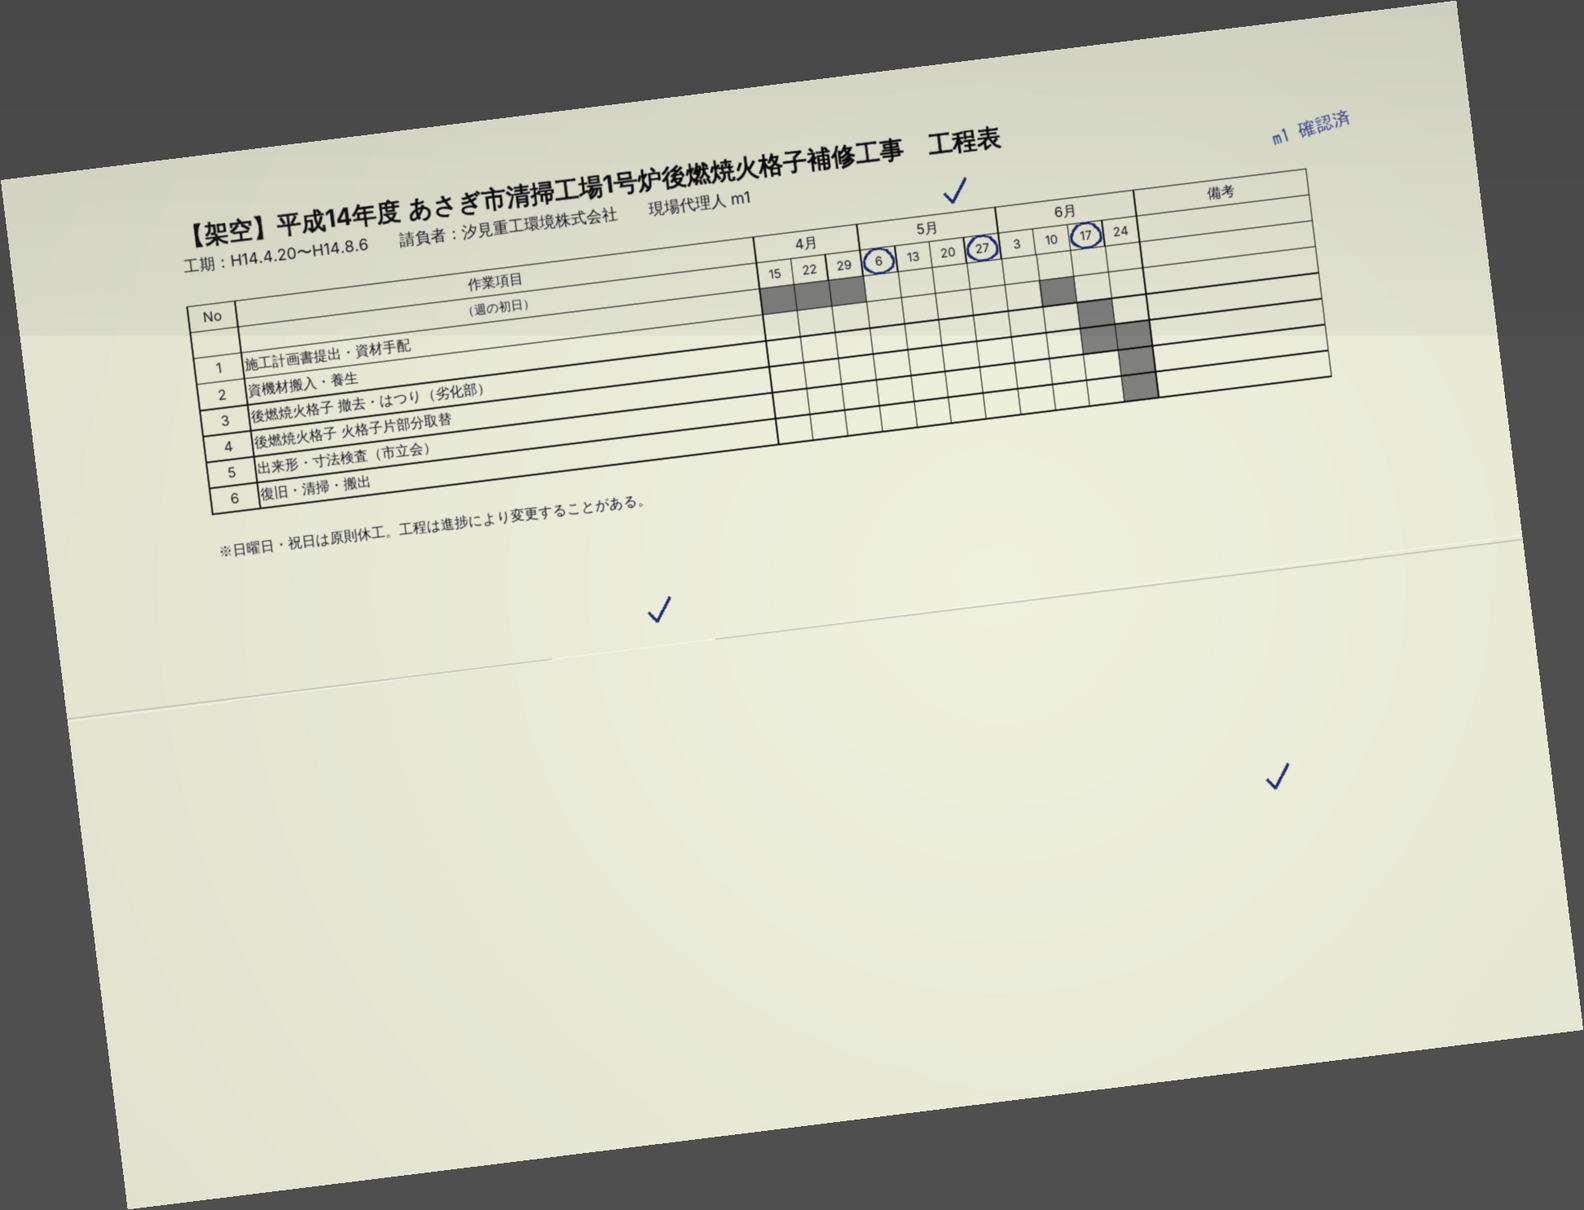 m1 確認済
【架空】平成14年度 あさぎ市清掃工場1号炉後燃焼火格子補修工事　工程表
工期：H14.4.20〜H14.8.6　　請負者：汐見重工環境株式会社　　現場代理人 m1
No 作業項目 4月 5月 6月 備考
（週の初日） 15 22 29 6 13 20 27 3 10 17 24
1 施工計画書提出・資材手配
2 資機材搬入・養生
3 後燃焼火格子 撤去・はつり（劣化部）
4 後燃焼火格子 火格子片部分取替
5 出来形・寸法検査（市立会）
6 復旧・清掃・搬出
※日曜日・祝日は原則休工。工程は進捗により変更することがある。